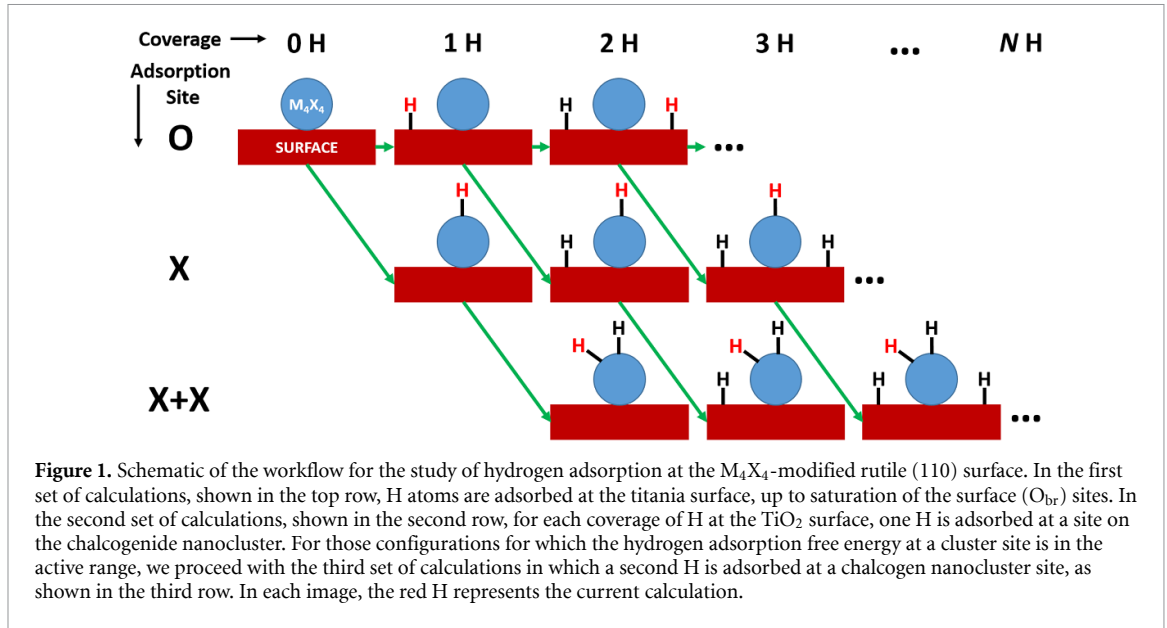 Coverage 0 H 1 H 2 H 3 H ... N H
Adsorption
Site
M₄X₄ H H H
O
SURFACE ...
H H H
H H H
X
...
H H H
H H H
H H H
X+X
...
Figure 1. Schematic of the workflow for the study of hydrogen adsorption at the M₄X₄-modified rutile (110) surface. In the first
set of calculations, shown in the top row, H atoms are adsorbed at the titania surface, up to saturation of the surface (O_br) sites. In
the second set of calculations, shown in the second row, for each coverage of H at the TiO₂ surface, one H is adsorbed at a site on
the chalcogenide nanocluster. For those configurations for which the hydrogen adsorption free energy at a cluster site is in the
active range, we proceed with the third set of calculations in which a second H is adsorbed at a chalcogen nanocluster site, as
shown in the third row. In each image, the red H represents the current calculation.